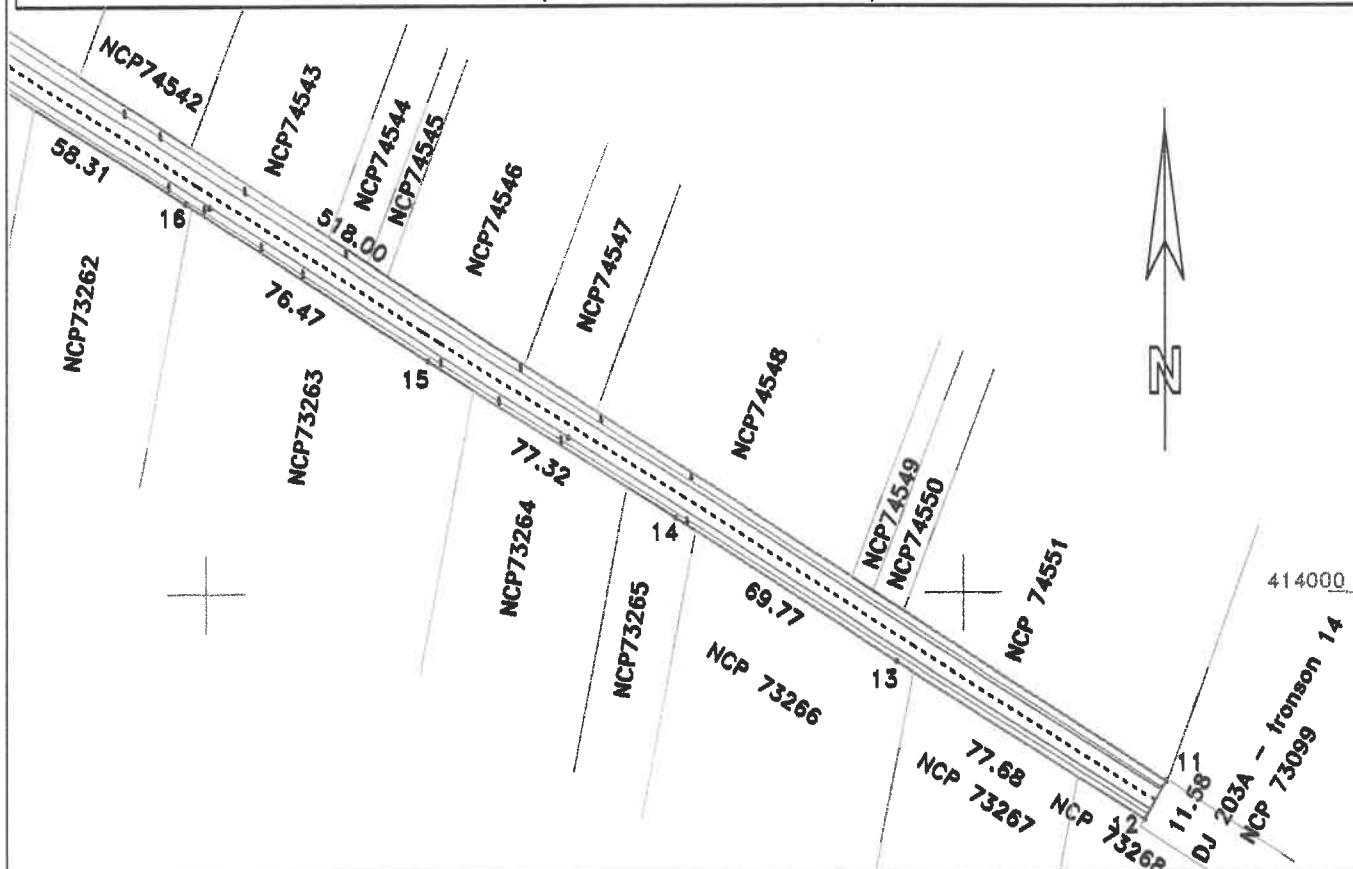 NCP74542
NCP74543
NCP74544
NCP74545
NCP74546
NCP74547
NCP74548
NCP74549
NCP74550
NCP 74551
58.31
518.00
16
76.47
15
77.32
14
69.77
13
77.68
12
11
11.58
N
414000
NCP73262
NCP73263
NCP73264
NCP73265
NCP 73266
NCP 73267
NCP 73268
DJ 203A - tronson 14
NCP 73099